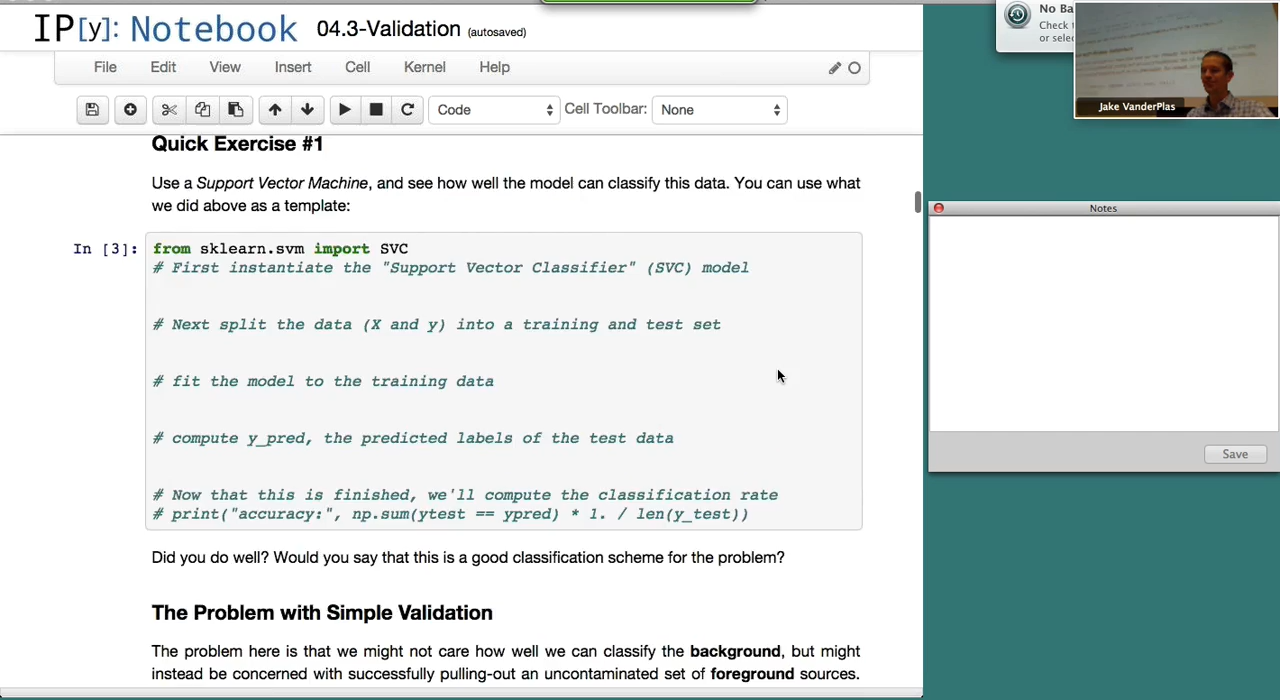 IP[y]: Notebook 04.3-Validation (autosaved)
File Edit View Insert Cell Kernel Help
Code Cell Toolbar: None
Quick Exercise #1
Use a Support Vector Machine, and see how well the model can classify this data. You can use what
we did above as a template:
In [3]: from sklearn.svm import SVC
# First instantiate the "Support Vector Classifier" (SVC) model
# Next split the data (X and y) into a training and test set
# fit the model to the training data
# compute y_pred, the predicted labels of the test data
# Now that this is finished, we'll compute the classification rate
# print("accuracy:", np.sum(ytest == ypred) * 1. / len(y_test))
Did you do well? Would you say that this is a good classification scheme for the problem?
The Problem with Simple Validation
The problem here is that we might not care how well we can classify the background, but might
instead be concerned with successfully pulling-out an uncontaminated set of foreground sources.
No Ba
Check
or sele
Jake VanderPlas
Notes
Save